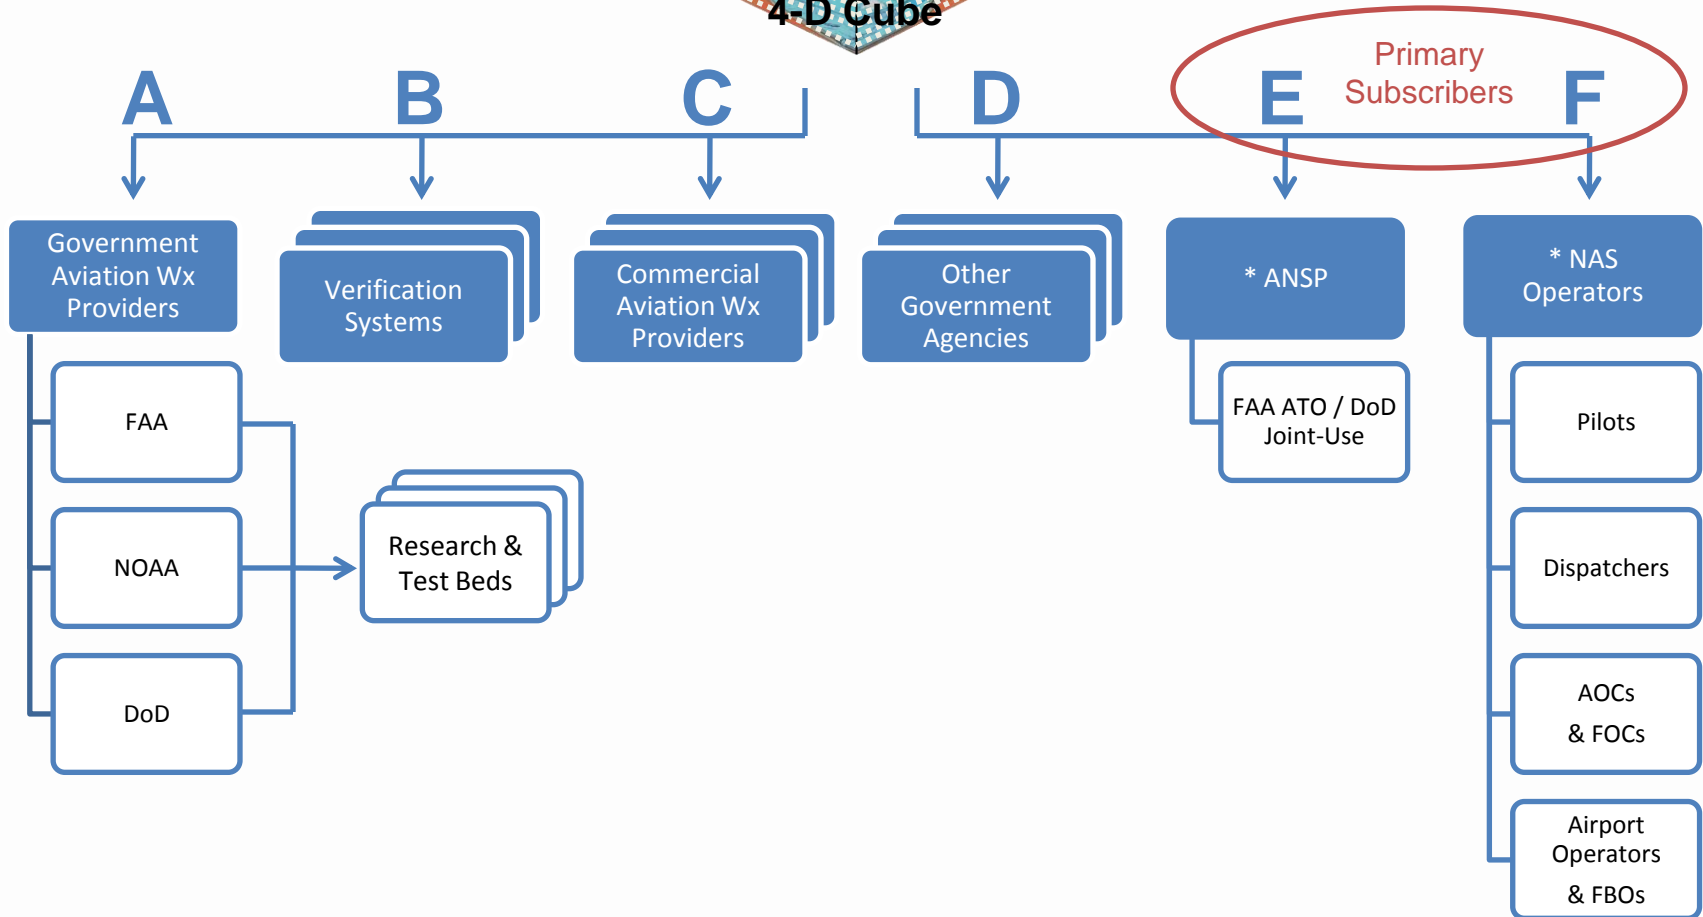 4-D Cube
Primary
Subscribers
A
B
C
D
E
F
Government
Aviation Wx
Providers
Verification
Systems
Commercial
Aviation Wx
Providers
Other
Government
Agencies
* ANSP
* NAS
Operators
FAA
NOAA
DoD
Research &
Test Beds
FAA ATO / DoD
Joint-Use
Pilots
Dispatchers
AOCs
& FOCs
Airport
Operators
& FBOs